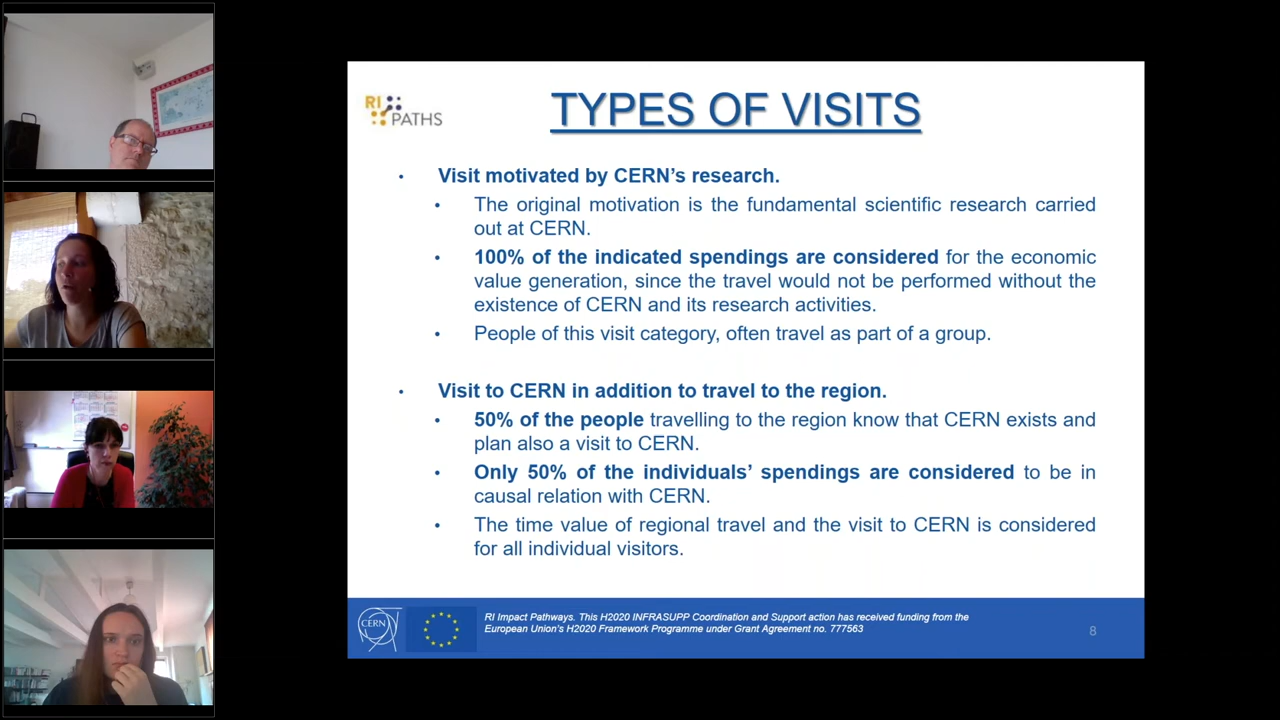 RI
PATHS
TYPES OF VISITS
• Visit motivated by CERN's research.
• The original motivation is the fundamental scientific research carried
out at CERN.
• 100% of the indicated spendings are considered for the economic
value generation, since the travel would not be performed without the
existence of CERN and its research activities.
• People of this visit category, often travel as part of a group.
• Visit to CERN in addition to travel to the region.
• 50% of the people travelling to the region know that CERN exists and
plan also a visit to CERN.
• Only 50% of the individuals' spendings are considered to be in
causal relation with CERN.
• The time value of regional travel and the visit to CERN is considered
for all individual visitors.
CERN
RI Impact Pathways. This H2020 INFRASUPP Coordination and Support action has received funding from the
European Union's H2020 Framework Programme under Grant Agreement no. 777563
8